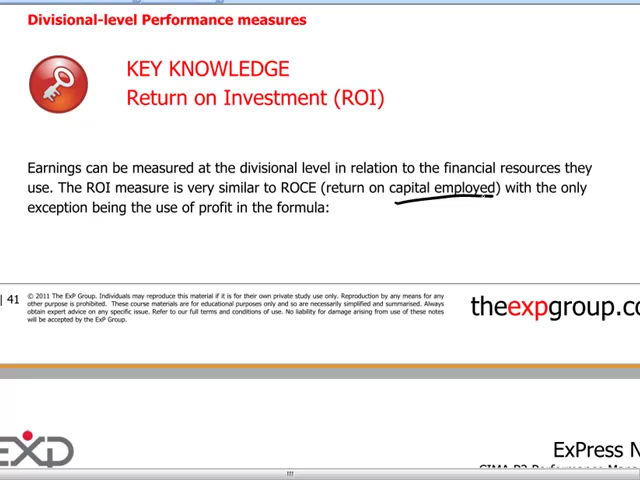 Divisional-level Performance measures
KEY KNOWLEDGE
Return on Investment (ROI)
Earnings can be measured at the divisional level in relation to the financial resources they
use. The ROI measure is very similar to ROCE (return on capital employed) with the only
exception being the use of profit in the formula:
| 41
© 2011 The ExP Group. Individuals may reproduce this material if it is for their own private study use only. Reproduction by any means for any
other purpose is prohibited. These course materials are for educational purposes only and so are necessarily simplified and summarised. Always
obtain expert advice on any specific issue. Refer to our full terms and conditions of use. No liability for damage arising from use of these notes
will be accepted by the ExP Group.
theexpgroup.co
EXP
ExPress N